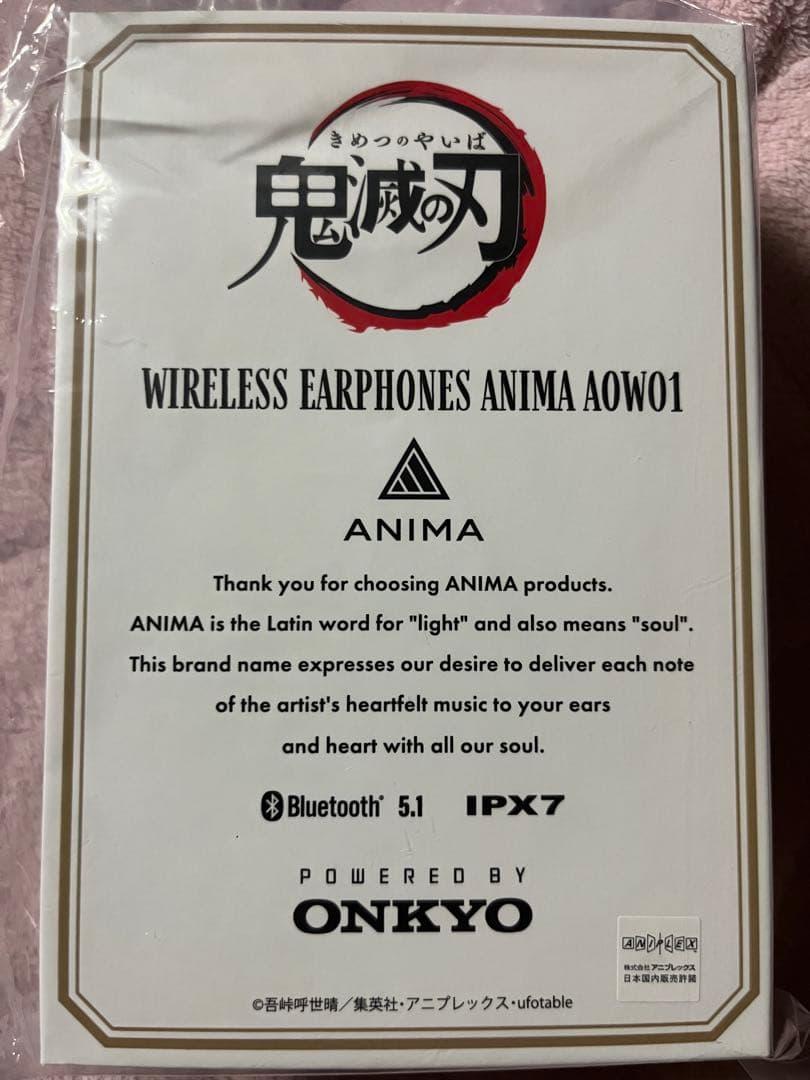 きめつのやいば
鬼滅の刃
WIRELESS EARPHONES ANIMA AOW01
ANIMA
Thank you for choosing ANIMA products.
ANIMA is the Latin word for "light" and also means "soul".
This brand name expresses our desire to deliver each note
of the artist's heartfelt music to your ears
and heart with all our soul.
Bluetooth® 5.1 IPX7
POWERED BY
ONKYO
ANIPLEX
株式会社アニプレックス
日本国内販売許諾
©吾峠呼世晴／集英社・アニプレックス・ufotable